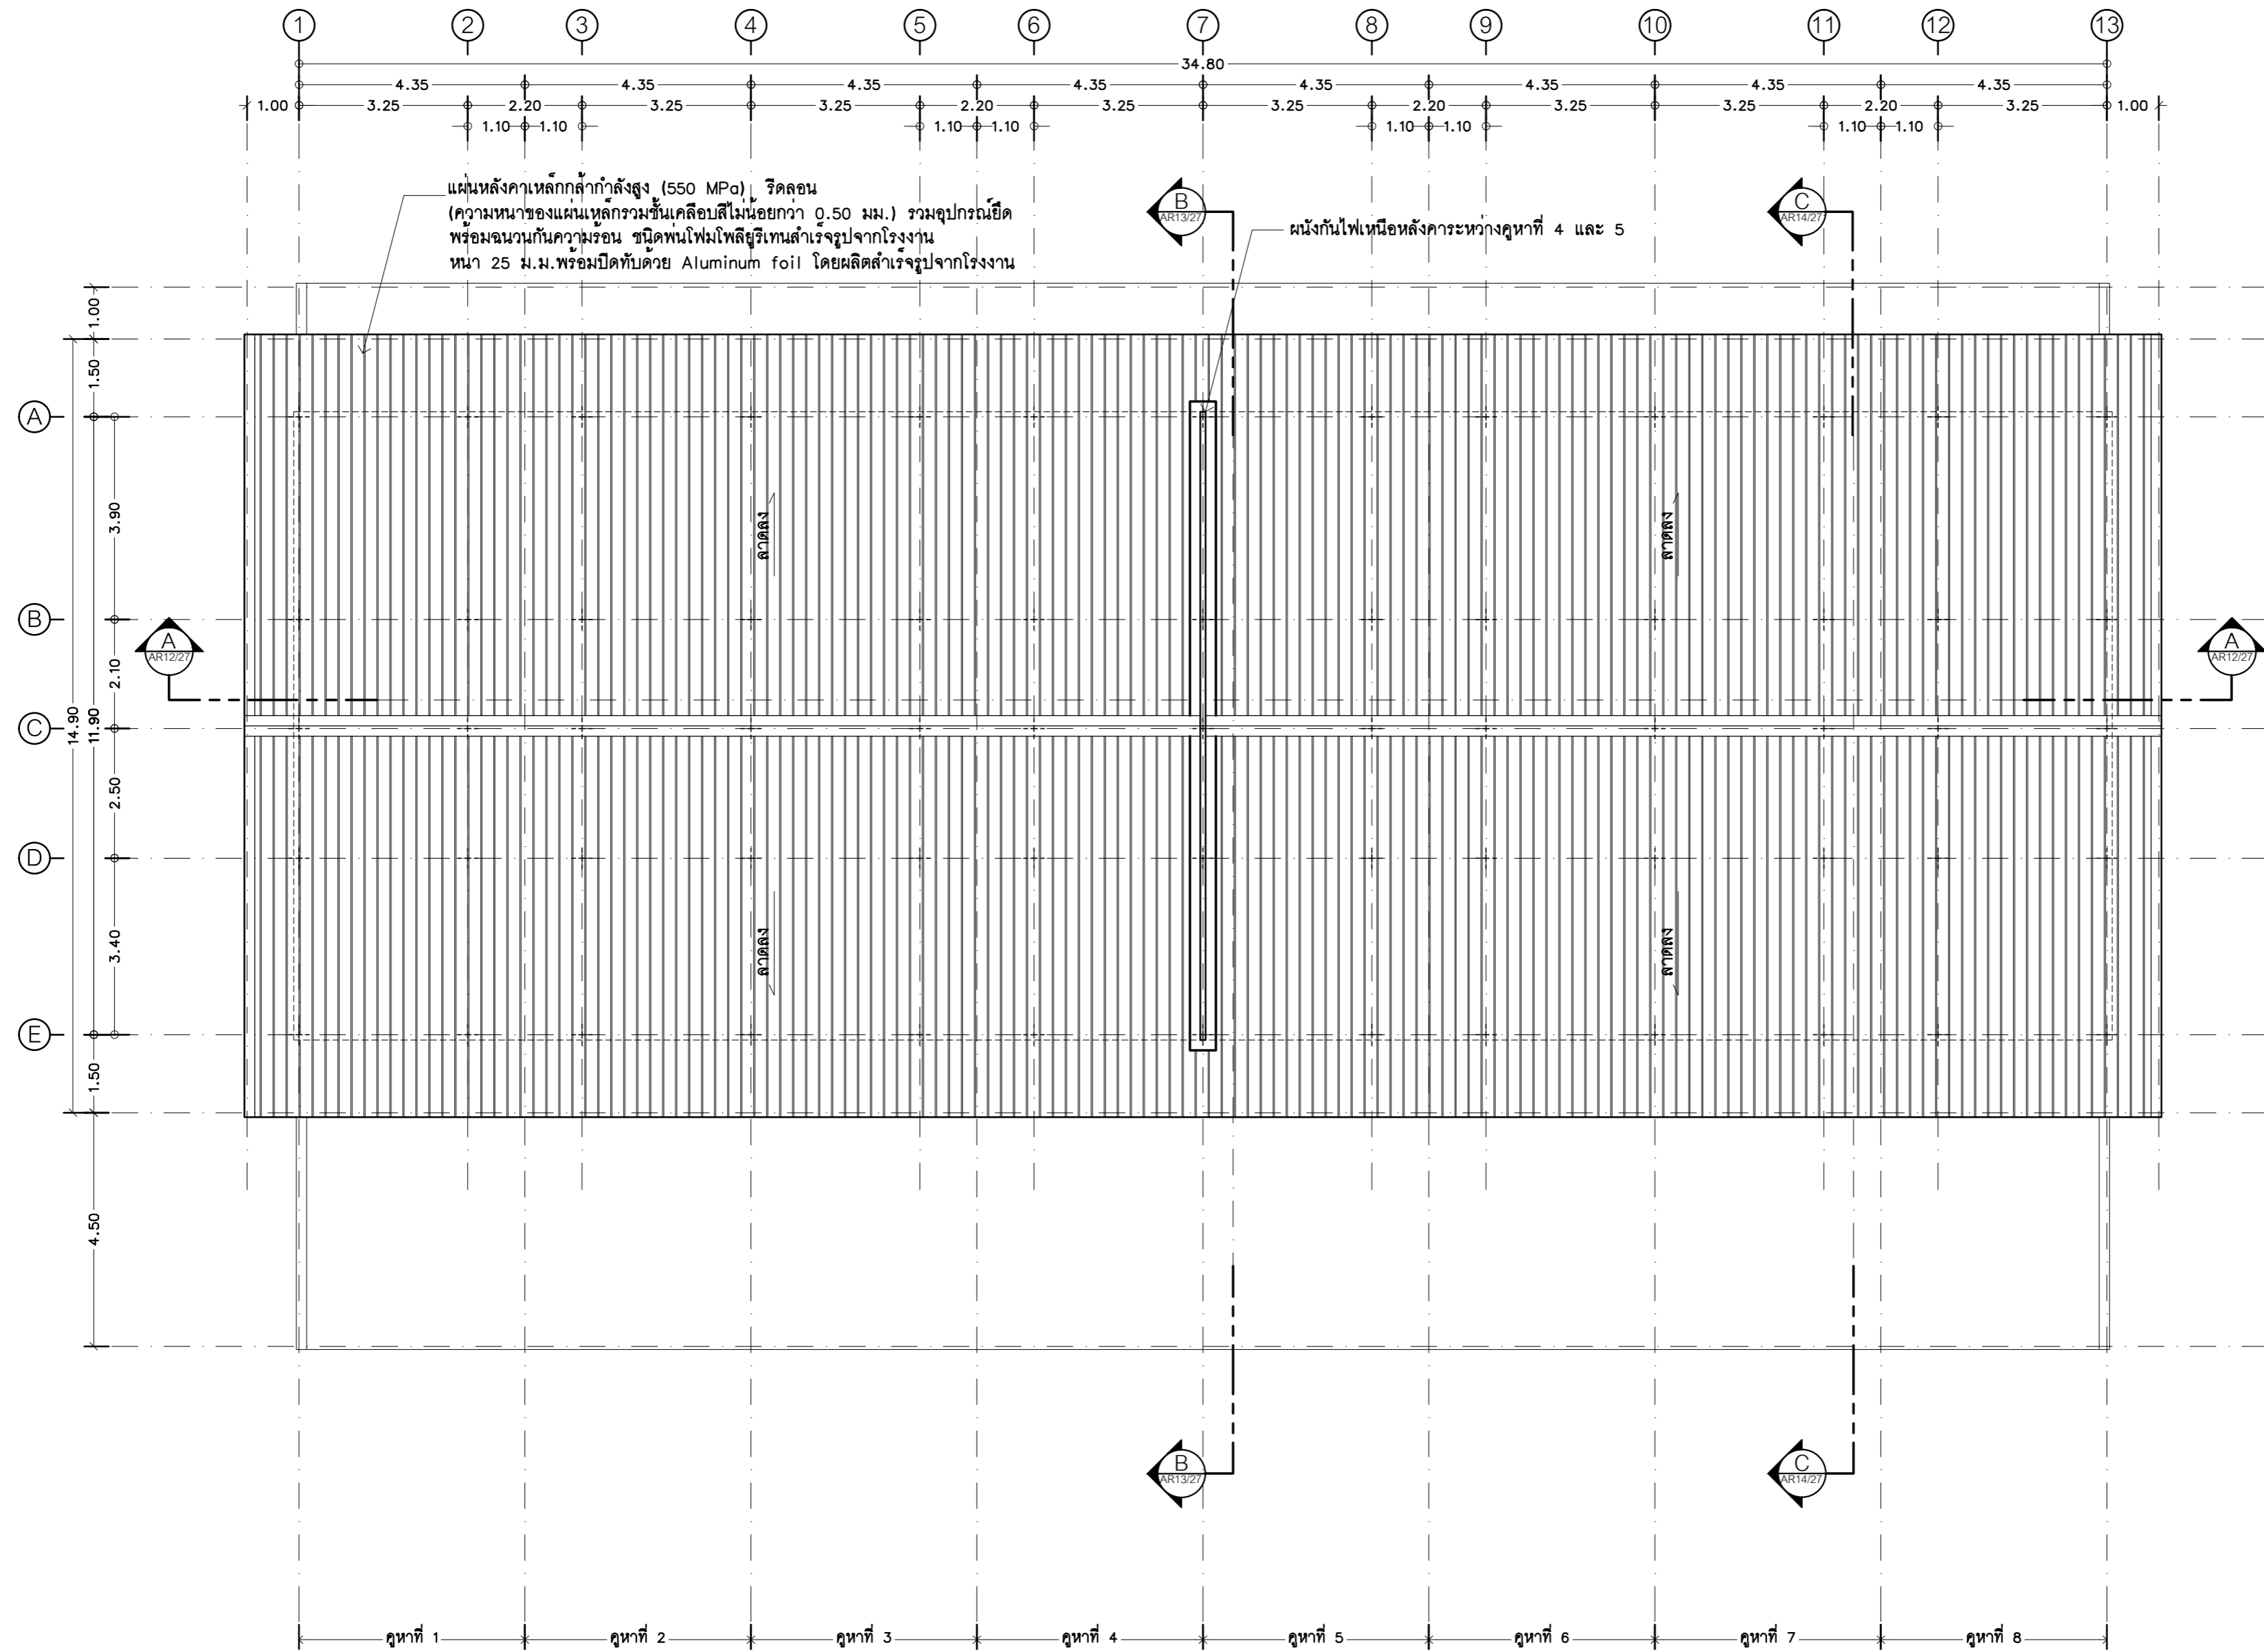 1 2 3 4 5 6 7 8 9 10 11 12 13
34.80
4.35 4.35 4.35 4.35 4.35 4.35 4.35 4.35
1.00 3.25 2.20 3.25 3.25 2.20 3.25 3.25 2.20 3.25 3.25 2.20 3.25 1.00
1.10 1.10 1.10 1.10 1.10 1.10 1.10 1.10
แผ่นหลังคาเหล็กกล้ากำลังสูง (550 MPa) รีดลอน
(ความหนาของแผ่นเหล็กรวมชั้นเคลือบสีไม่น้อยกว่า 0.50 มม.) รวมอุปกรณ์ยึด
พร้อมฉนวนกันความร้อน ชนิดพ่นโฟมโพลียูรีเทนสำเร็จรูปจากโรงงาน
หนา 25 ม.ม.พร้อมปิดทับด้วย Aluminum foil โดยผลิตสำเร็จรูปจากโรงงาน
B
AR13/27
C
AR14/27
ผนังกันไฟเหนือหลังคาระหว่างคูหาที่ 4 และ 5
1.00
1.50
A
3.90
ลาดลง
ลาดลง
B
A
AR12/27
A
AR12/27
2.10
14.90
11.90
C
2.50
D
3.40
ลาดลง
ลาดลง
E
1.50
4.50
B
AR13/27
C
AR14/27
คูหาที่ 1 คูหาที่ 2 คูหาที่ 3 คูหาที่ 4 คูหาที่ 5 คูหาที่ 6 คูหาที่ 7 คูหาที่ 8